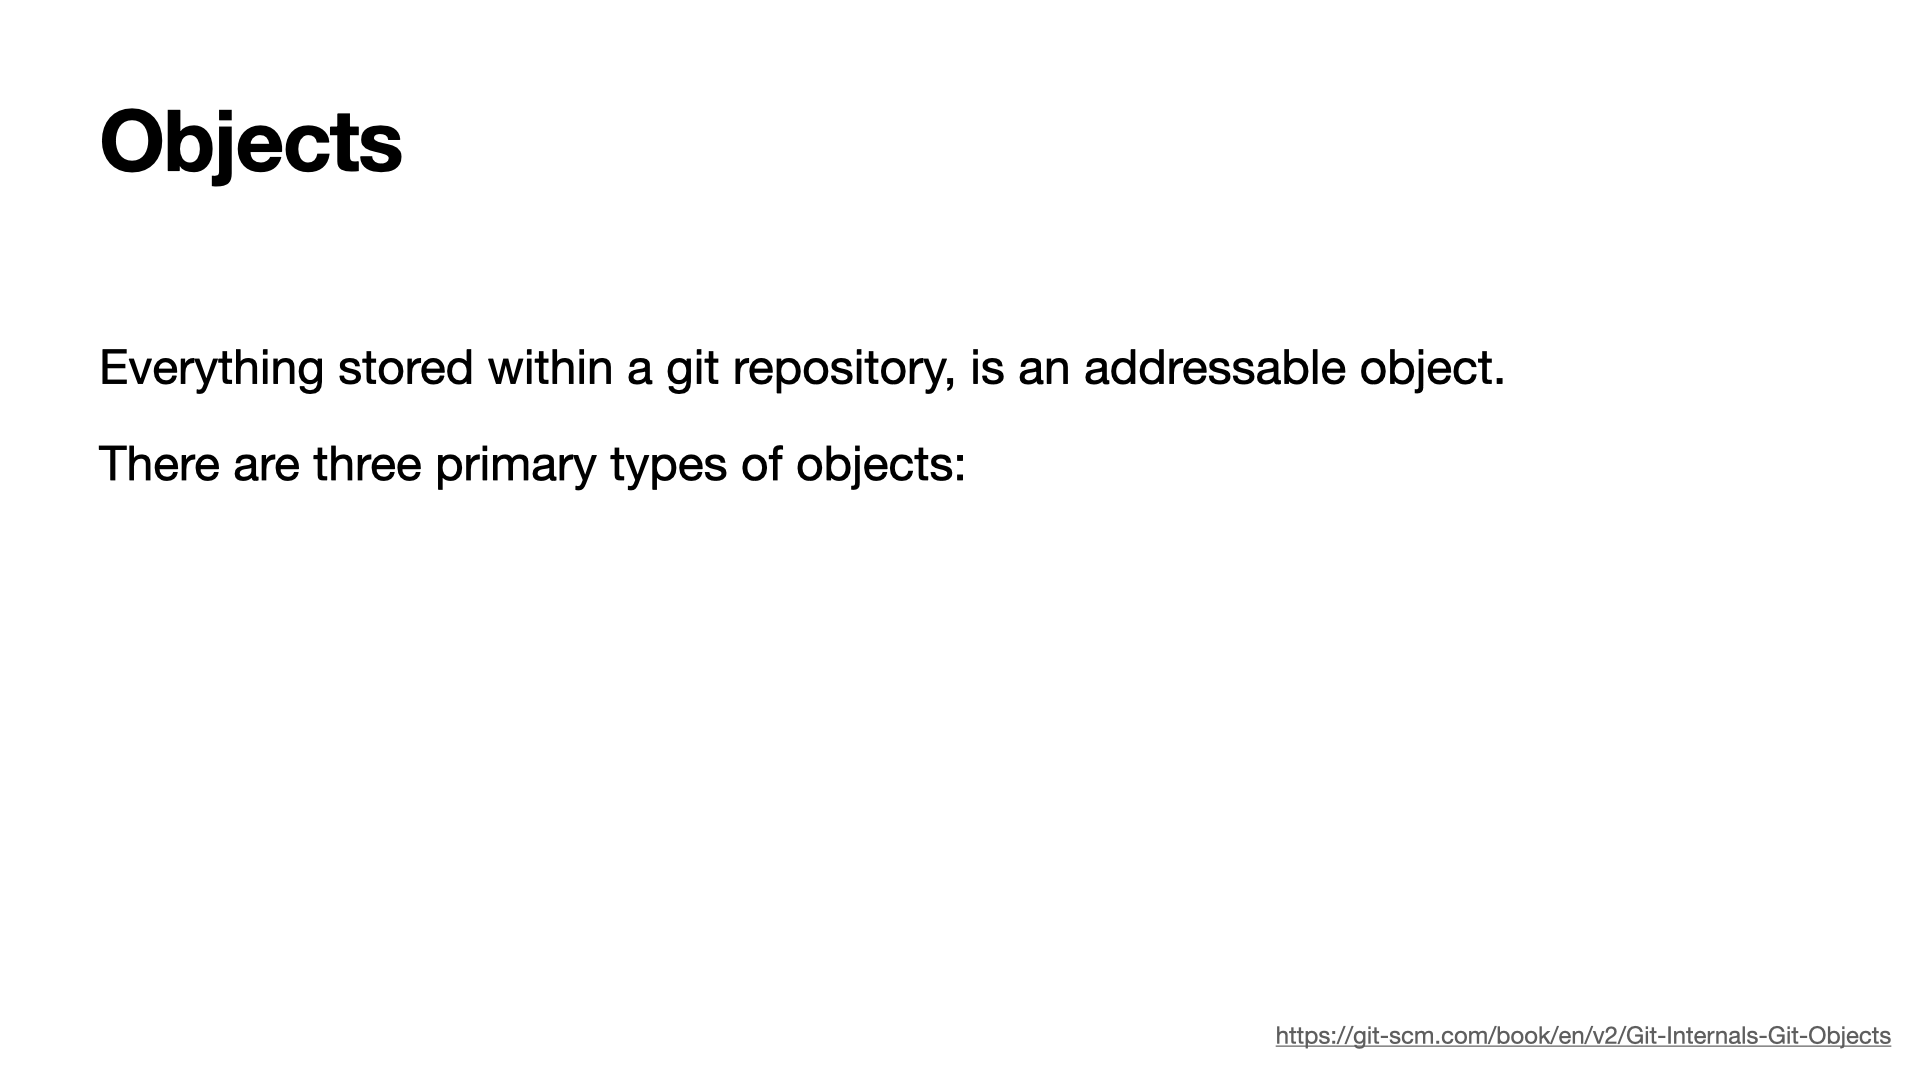 Objects
Everything stored within a git repository, is an addressable object.
There are three primary types of objects:
https://git-scm.com/book/en/v2/Git-Internals-Git-Objects